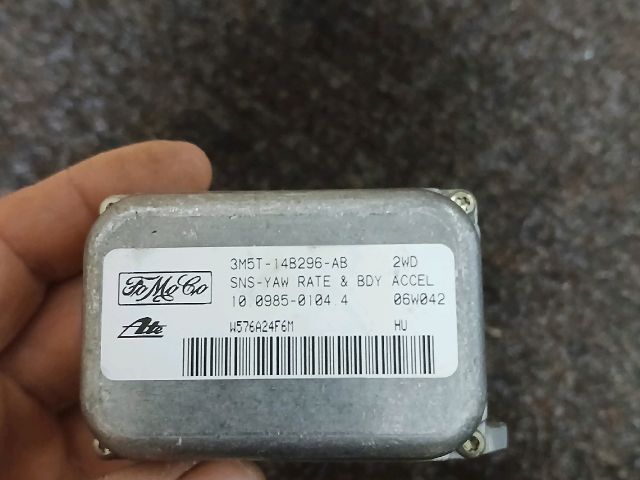 3M5T-14B296-AB 2WD
SNS-YAW RATE & BDY ACCEL
FoMoCo
10 0985-0104 4 06W042
Ate
W576A24F6M HU